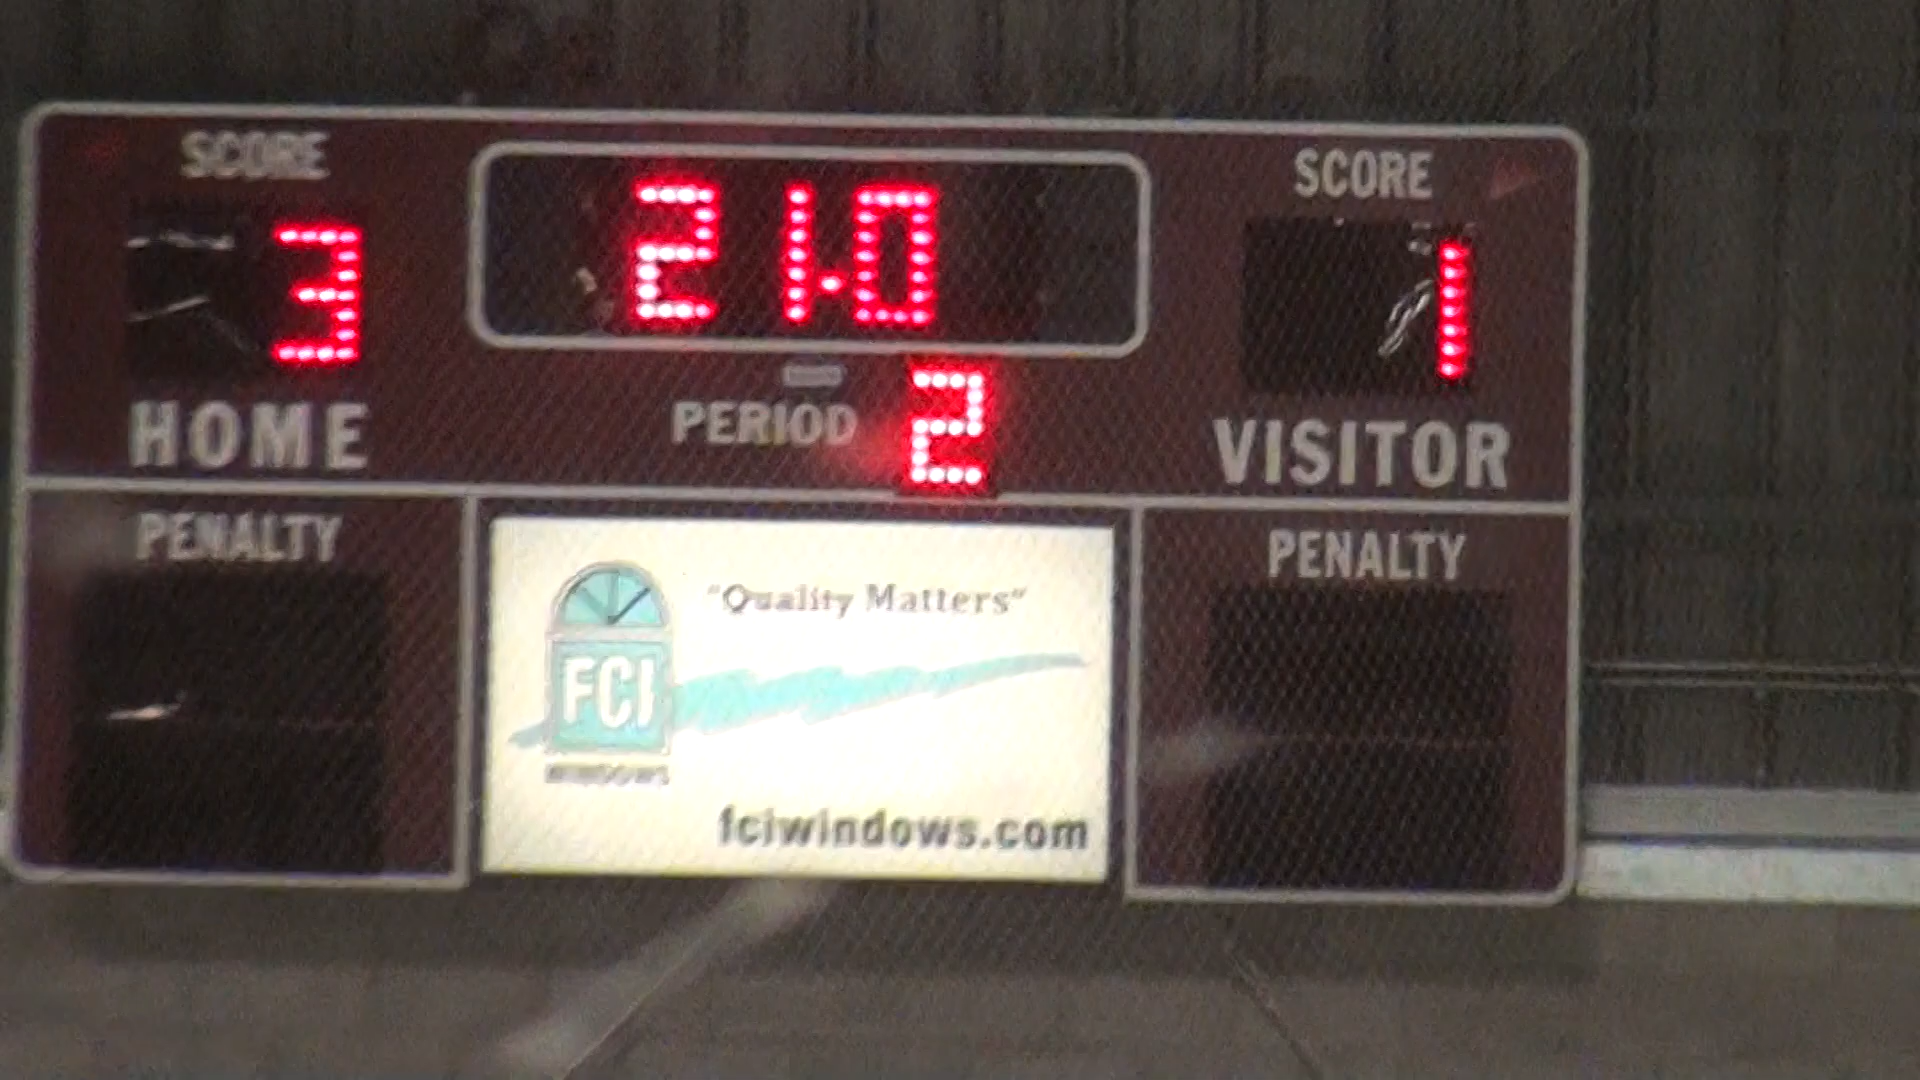 SCORE
21.0
SCORE
3
1
HOME
PERIOD 2
VISITOR
PENALTY
PENALTY
"Quality Matters"
FCI
WINDOWS
fciwindows.com